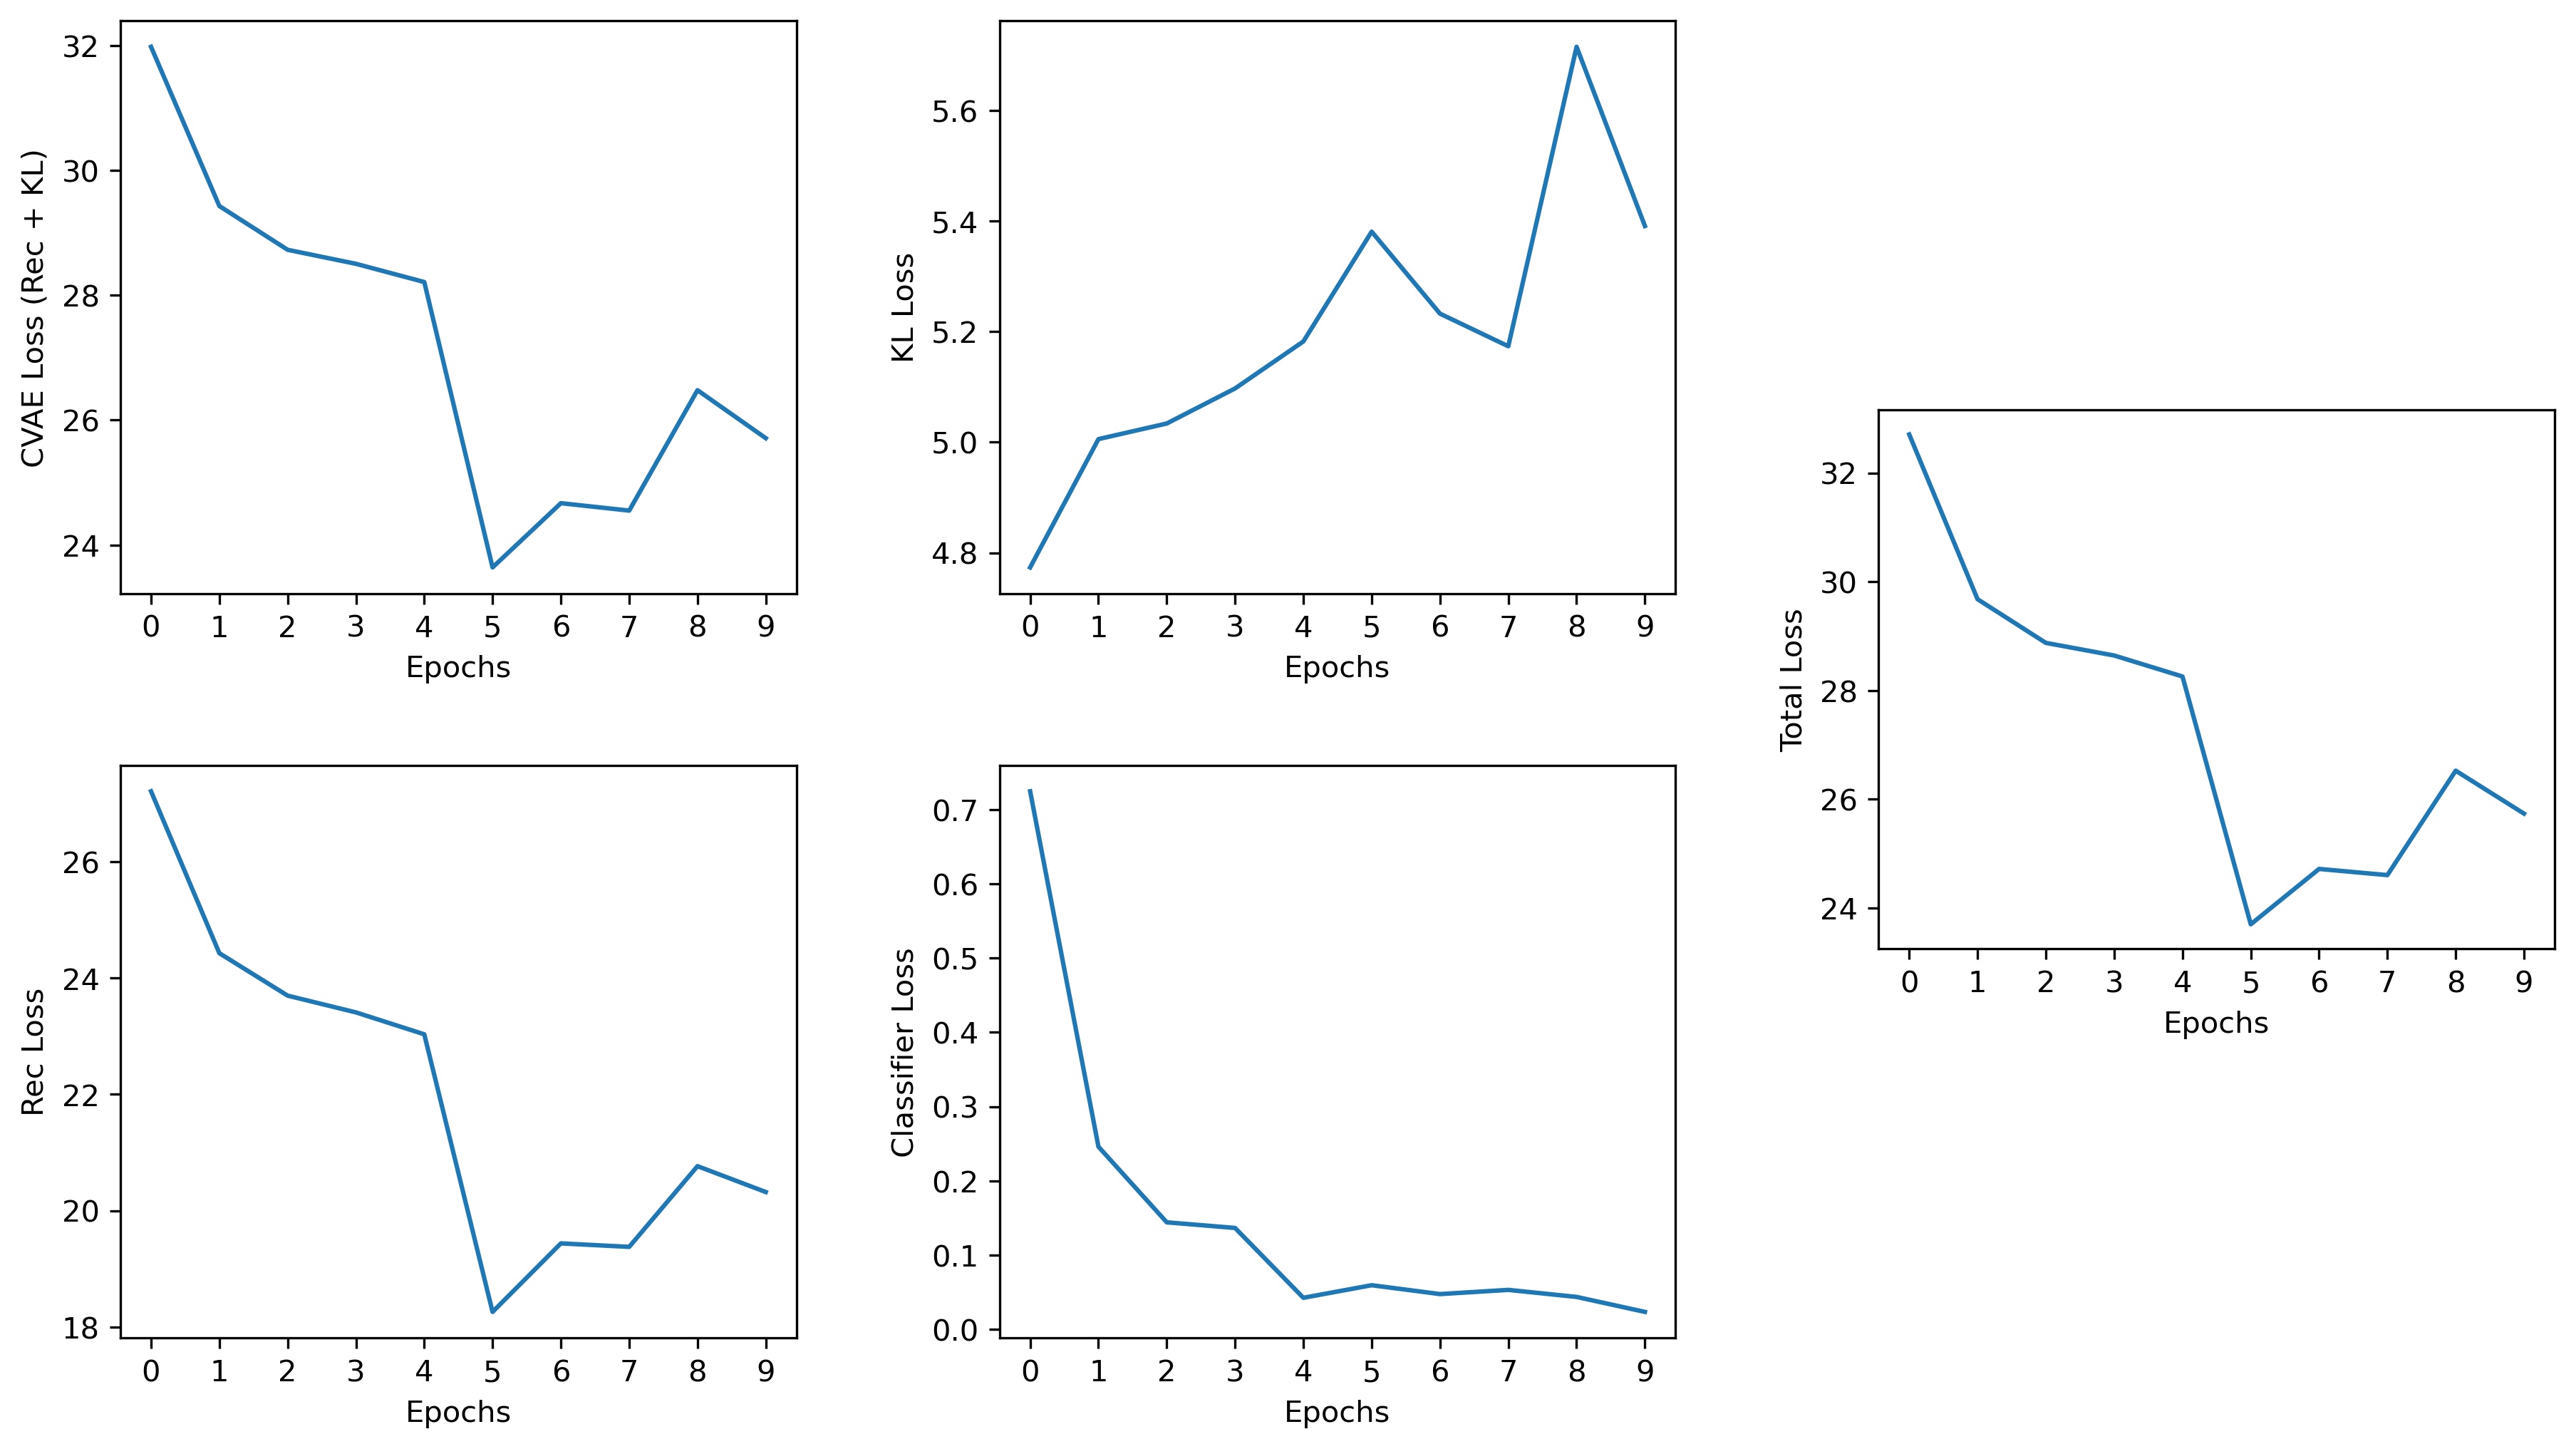 CVAE Loss (Rec + KL)
32
30
28
26
24
0 1 2 3 4 5 6 7 8 9
Epochs
KL Loss
5.6
5.4
5.2
5.0
4.8
0 1 2 3 4 5 6 7 8 9
Epochs
Rec Loss
26
24
22
20
18
0 1 2 3 4 5 6 7 8 9
Epochs
Classifier Loss
0.7
0.6
0.5
0.4
0.3
0.2
0.1
0.0
0 1 2 3 4 5 6 7 8 9
Epochs
Total Loss
32
30
28
26
24
0 1 2 3 4 5 6 7 8 9
Epochs